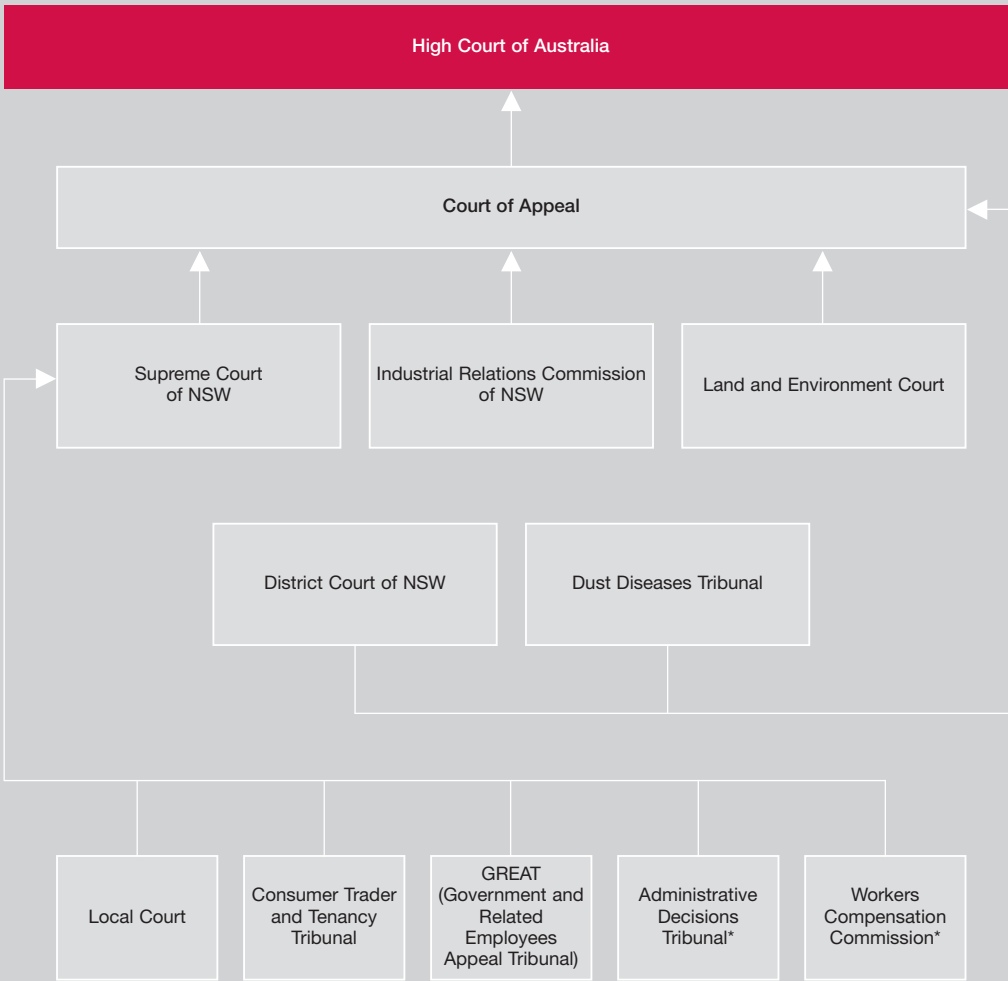 High Court of Australia
Court of Appeal
Supreme Court
of NSW
Industrial Relations Commission
of NSW
Land and Environment Court
District Court of NSW
Dust Diseases Tribunal
Local Court
Consumer Trader
and Tenancy
Tribunal
GREAT
(Government and
Related
Employees
Appeal Tribunal)
Administrative
Decisions
Tribunal*
Workers
Compensation
Commission*